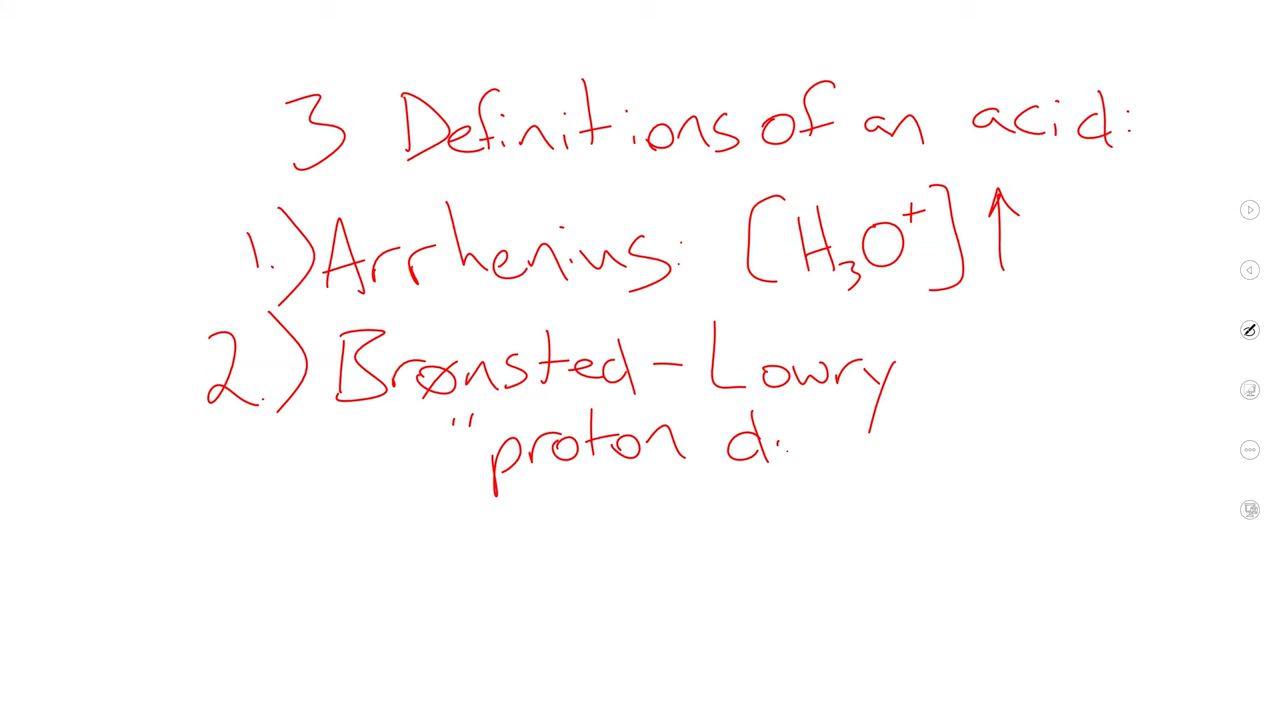 3 Definitions of an acid:
1.) Arrhenius: [H₃O⁺] ↑
2.) Brønsted - Lowry
"proton d